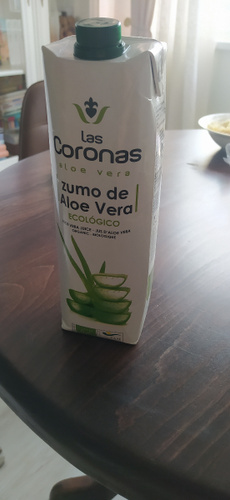 Las
Coronas
aloe vera
zumo de
Aloe Vera
ECOLÓGICO